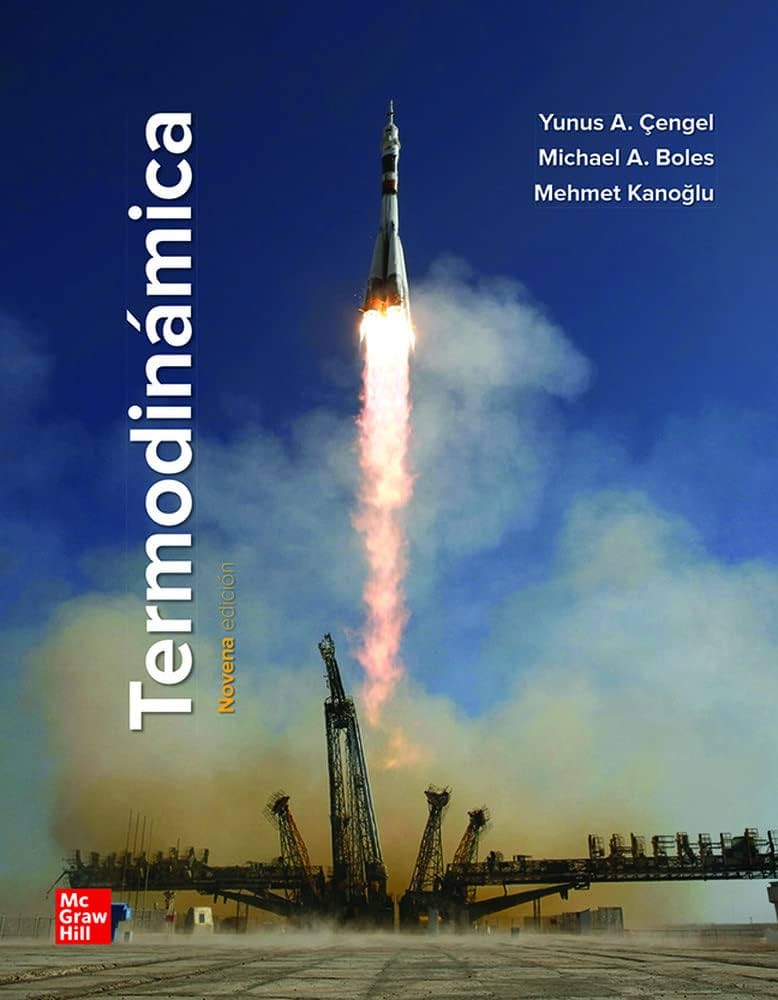 Yunus A. Çengel
Michael A. Boles
Mehmet Kanoğlu
Termodinámica
Novena edición
Mc
Graw
Hill